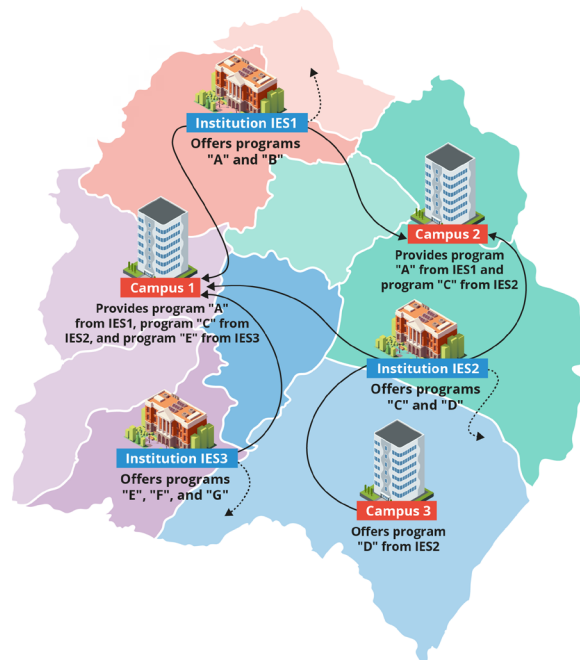 Institution IES1
Offers programs
"A" and "B"
Campus 2
Provides program
"A" from IES1 and
program "C" from
IES2
Campus 1
Provides program "A"
from IES1, program "C" from
IES2, and program "E" from IES3
Institution IES2
Offers programs
"C" and "D"
Institution IES3
Offers programs
"E", "F", and "G"
Campus 3
Offers program
"D" from IES2